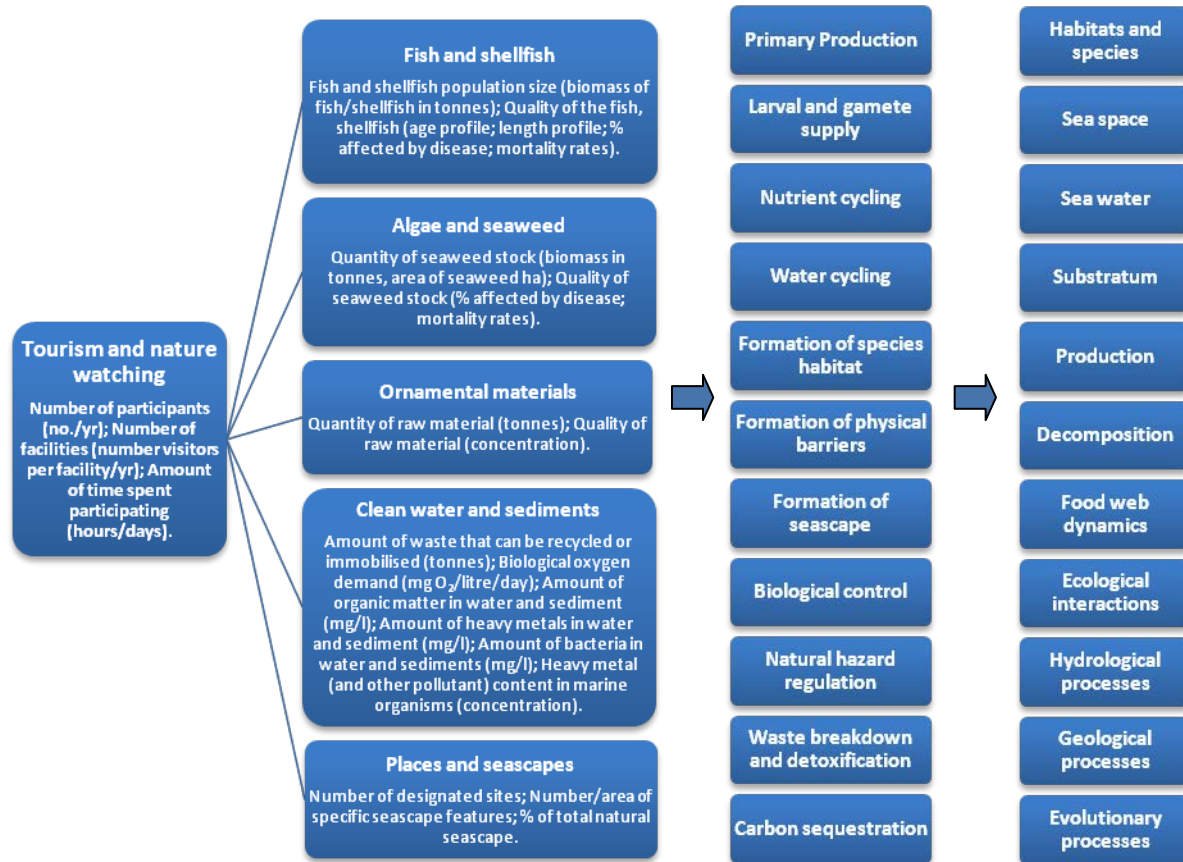 Tourism and nature
watching
Number of participants
(no./yr); Number of
facilities (number visitors
per facility/yr); Amount
of time spent
participating
(hours/days).
Fish and shellfish
Fish and shellfish population size (biomass of
fish/shellfish in tonnes); Quality of the fish,
shellfish (age profile; length profile; %
affected by disease; mortality rates).
Algae and seaweed
Quantity of seaweed stock (biomass in
tonnes, area of seaweed ha); Quality of
seaweed stock (% affected by disease;
mortality rates).
Ornamental materials
Quantity of raw material (tonnes); Quality of
raw material (concentration).
Clean water and sediments
Amount of waste that can be recycled or
immobilised (tonnes); Biological oxygen
demand (mg O₂/litre/day); Amount of
organic matter in water and sediment
(mg/l); Amount of heavy metals in water
and sediment (mg/l); Amount of bacteria in
water and sediments (mg/l); Heavy metal
(and other pollutant) content in marine
organisms (concentration).
Places and seascapes
Number of designated sites; Number/area of
specific seascape features; % of total natural
seascape.
Primary Production
Larval and gamete
supply
Nutrient cycling
Water cycling
Formation of species
habitat
Formation of physical
barriers
Formation of
seascape
Biological control
Natural hazard
regulation
Waste breakdown
and detoxification
Carbon sequestration
Habitats and
species
Sea space
Sea water
Substratum
Production
Decomposition
Food web
dynamics
Ecological
interactions
Hydrological
processes
Geological
processes
Evolutionary
processes